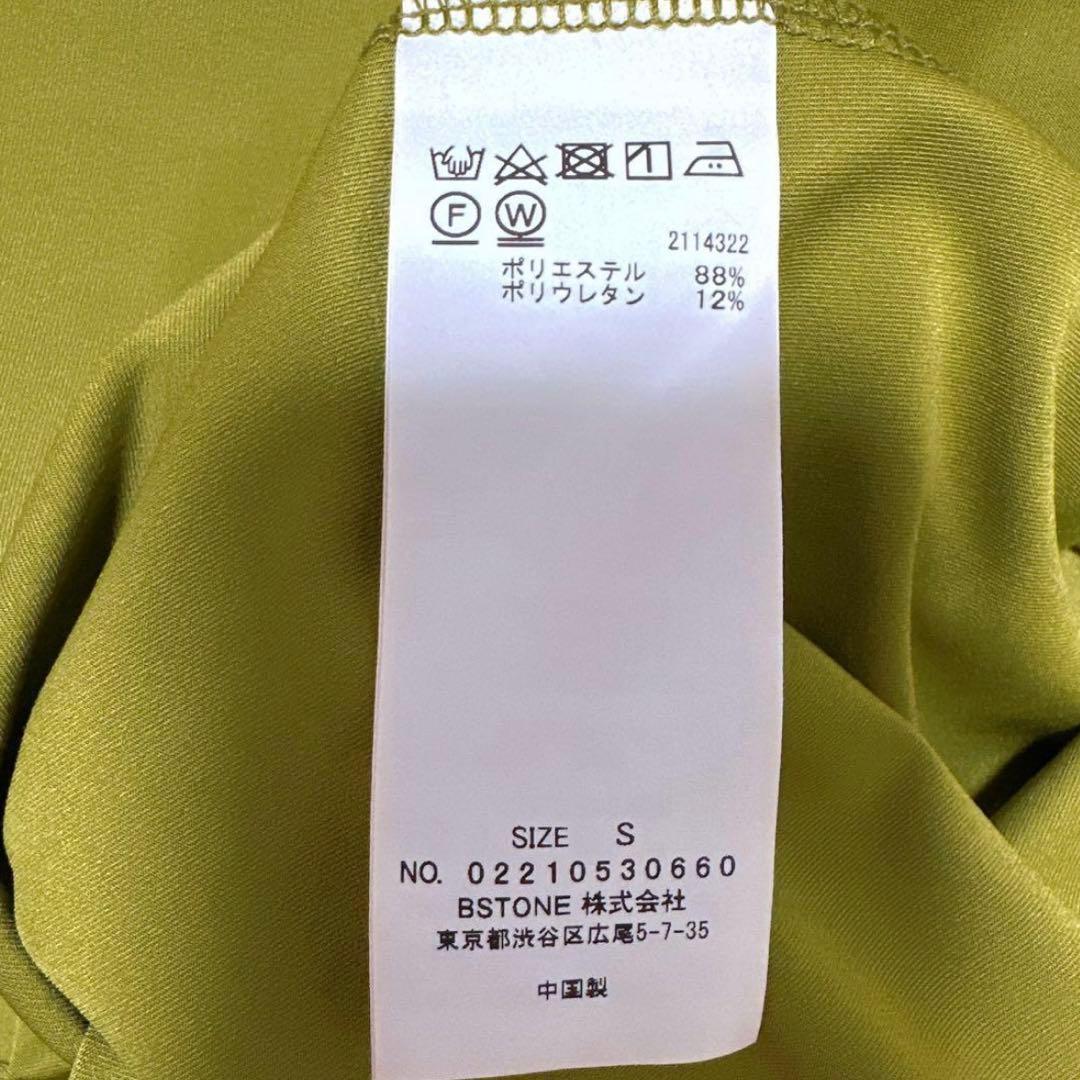 F W
2114322
ポリエステル 88%
ポリウレタン 12%
SIZE S
NO. 02210530660
BSTONE 株式会社
東京都渋谷区広尾5-7-35
中国製